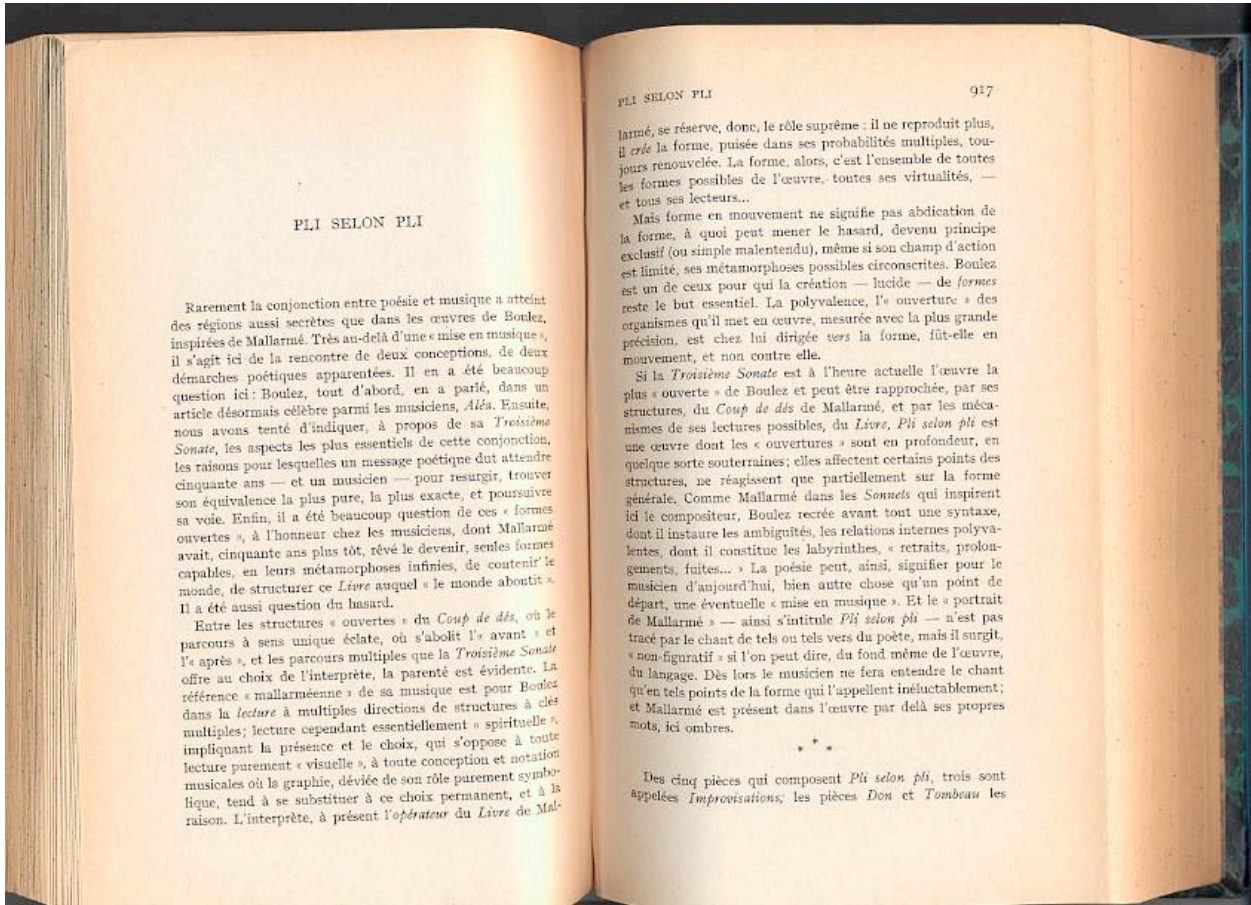 PLI SELON PLI
Rarement la conjonction entre poésie et musique a atteint
des régions aussi secrètes que dans les œuvres de Boulez,
inspirées de Mallarmé. Très au-delà d'une « mise en musique »,
il s'agit ici de la rencontre de deux conceptions, de deux
démarches poétiques apparentées. Il en a été beaucoup
question ici : Boulez, tout d'abord, en a parlé, dans un
article désormais célèbre parmi les musiciens, Aléa. Ensuite,
nous avons tenté d'indiquer, à propos de sa Troisième
Sonate, les aspects les plus essentiels de cette conjonction,
les raisons pour lesquelles un message poétique dut attendre
cinquante ans — et un musicien — pour resurgir, trouver
son équivalence la plus pure, la plus exacte, et poursuivre
sa voie. Enfin, il a été beaucoup question de ces « formes
ouvertes », à l'honneur chez les musiciens, dont Mallarmé
avait, cinquante ans plus tôt, rêvé le devenir, seules formes
capables, en leurs métamorphoses infinies, de contenir le
monde, de structurer ce Livre auquel « le monde aboutit ».
Il a été aussi question du hasard.
Entre les structures « ouvertes » du Coup de dés, où le
parcours à sens unique éclate, où s'abolit l'« avant » et
l'« après », et les parcours multiples que la Troisième Sonate
offre au choix de l'interprète, la parenté est évidente. La
référence « mallarméenne » de sa musique est pour Boulez
dans la lecture à multiples directions de structures à clés
multiples; lecture cependant essentiellement « spirituelle »,
impliquant la présence et le choix, qui s'oppose à toute
lecture purement « visuelle », à toute conception et notation
musicales où la graphie, déviée de son rôle purement symbo-
lique, tend à se substituer à ce choix permanent, et à la
raison. L'interprète, à présent l'opérateur du Livre de Mal-
PLI SELON PLI 917
larmé, se réserve, donc, le rôle suprême : il ne reproduit plus,
il crée la forme, puisée dans ses probabilités multiples, tou-
jours renouvelée. La forme, alors, c'est l'ensemble de toutes
les formes possibles de l'œuvre, toutes ses virtualités, —
et tous ses lecteurs...
Mais forme en mouvement ne signifie pas abdication de
la forme, à quoi peut mener le hasard, devenu principe
exclusif (ou simple malentendu), même si son champ d'action
est limité, ses métamorphoses possibles circonscrites. Boulez
est un de ceux pour qui la création — lucide — de formes
reste le but essentiel. La polyvalence, l'« ouverture » des
organismes qu'il met en œuvre, mesurée avec la plus grande
précision, est chez lui dirigée vers la forme, fût-elle en
mouvement, et non contre elle.
Si la Troisième Sonate est à l'heure actuelle l'œuvre la
plus « ouverte » de Boulez et peut être rapprochée, par ses
structures, du Coup de dés de Mallarmé, et par les méca-
nismes de ses lectures possibles, du Livre, Pli selon pli est
une œuvre dont les « ouvertures » sont en profondeur, en
quelque sorte souterraines; elles affectent certains points des
structures, ne réagissent que partiellement sur la forme
générale. Comme Mallarmé dans les Sonnets qui inspirent
ici le compositeur, Boulez recrée avant tout une syntaxe,
dont il instaure les ambiguïtés, les relations internes polyva-
lentes, dont il constitue les labyrinthes, « retraits, prolon-
gements, fuites... » La poésie peut, ainsi, signifier pour le
musicien d'aujourd'hui, bien autre chose qu'un point de
départ, une éventuelle « mise en musique ». Et le « portrait
de Mallarmé » — ainsi s'intitule Pli selon pli — n'est pas
tracé par le chant de tels ou tels vers du poète, mais il surgit,
« non-figuratif » si l'on peut dire, du fond même de l'œuvre,
du langage. Dès lors le musicien ne fera entendre le chant
qu'en tels points de la forme qui l'appellent inéluctablement;
et Mallarmé est présent dans l'œuvre par delà ses propres
mots, ici ombres.
* * *
Des cinq pièces qui composent Pli selon pli, trois sont
appelées Improvisations; les pièces Don et Tombeau les